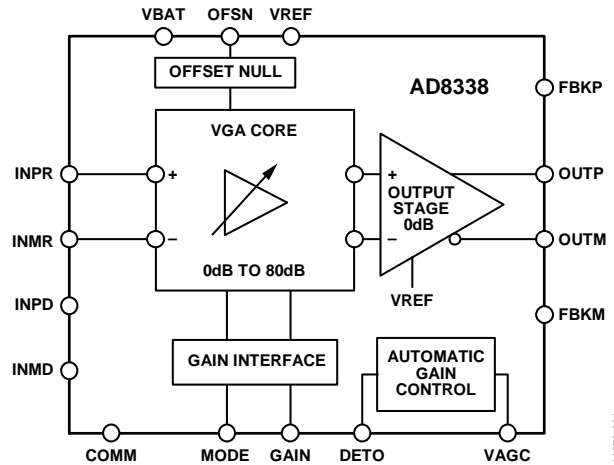 VBAT OFSN VREF
OFFSET NULL
AD8338
FBKP
VGA CORE
INPR + + OUTP
OUTPUT
STAGE
0dB
INMR − − OUTM
0dB TO 80dB
VREF
INPD
FBKM
GAIN INTERFACE
AUTOMATIC
GAIN
CONTROL
INMD
COMM MODE GAIN DETO VAGC